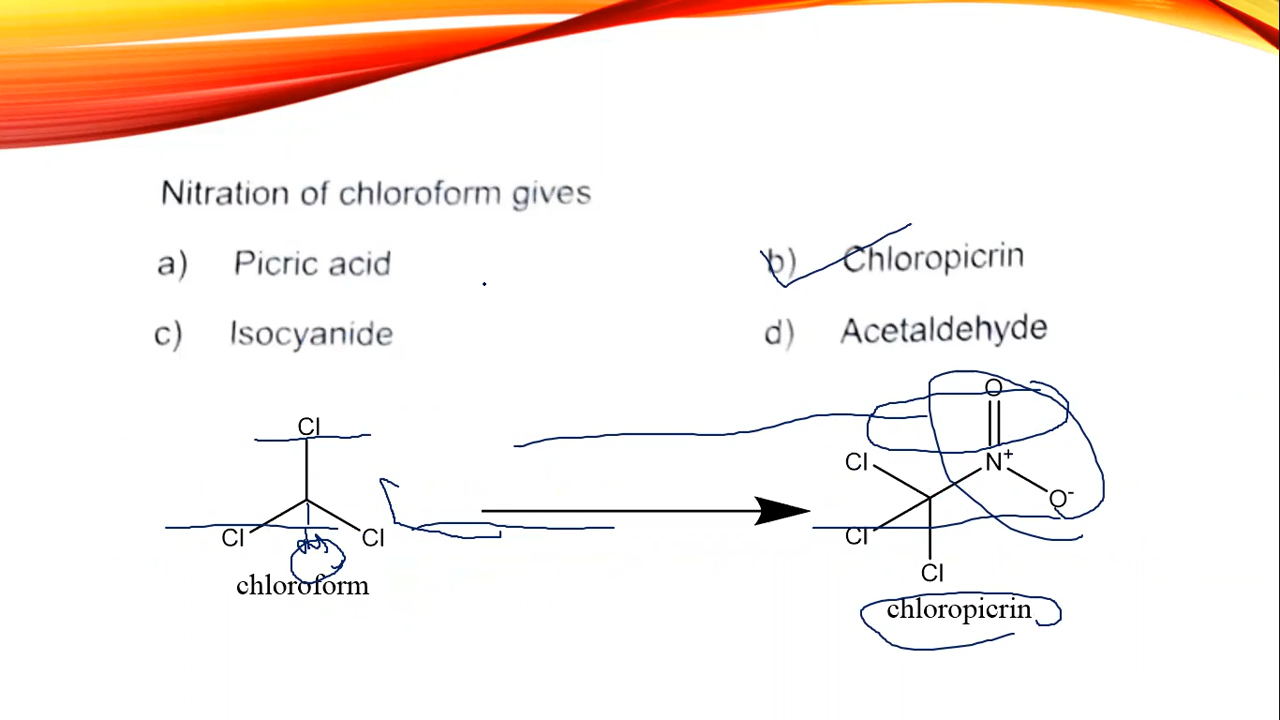 Nitration of chloroform gives
a) Picric acid
b) Chloropicrin
c) Isocyanide
d) Acetaldehyde
Cl
Cl
Cl
chloroform
O
Cl
N+
O-
Cl
Cl
chloropicrin